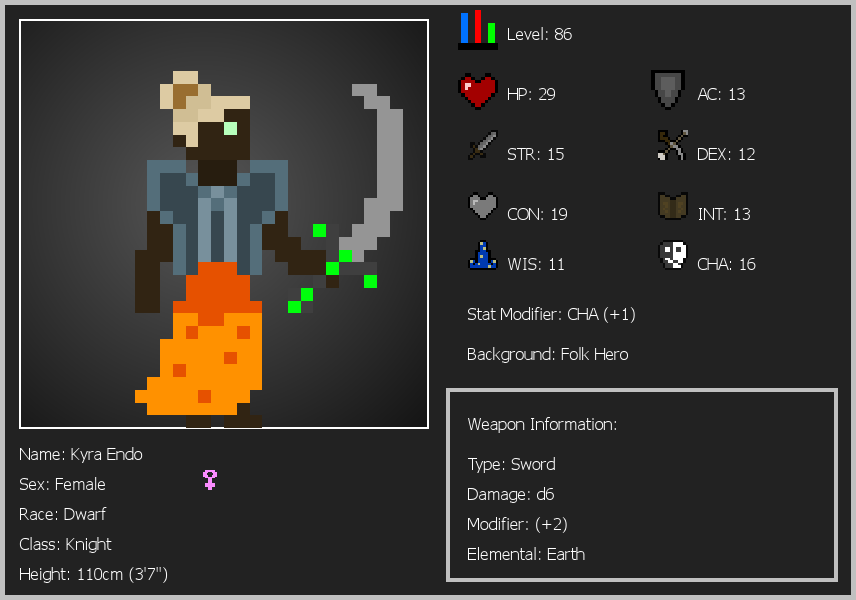 Level: 86
HP: 29
AC: 13
STR: 15
DEX: 12
CON: 19
INT: 13
WIS: 11
CHA: 16
Stat Modifier: CHA (+1)
Background: Folk Hero
Weapon Information:
Type: Sword
Damage: d6
Modifier: (+2)
Elemental: Earth
Name: Kyra Endo
Sex: Female
Race: Dwarf
Class: Knight
Height: 110cm (3'7")